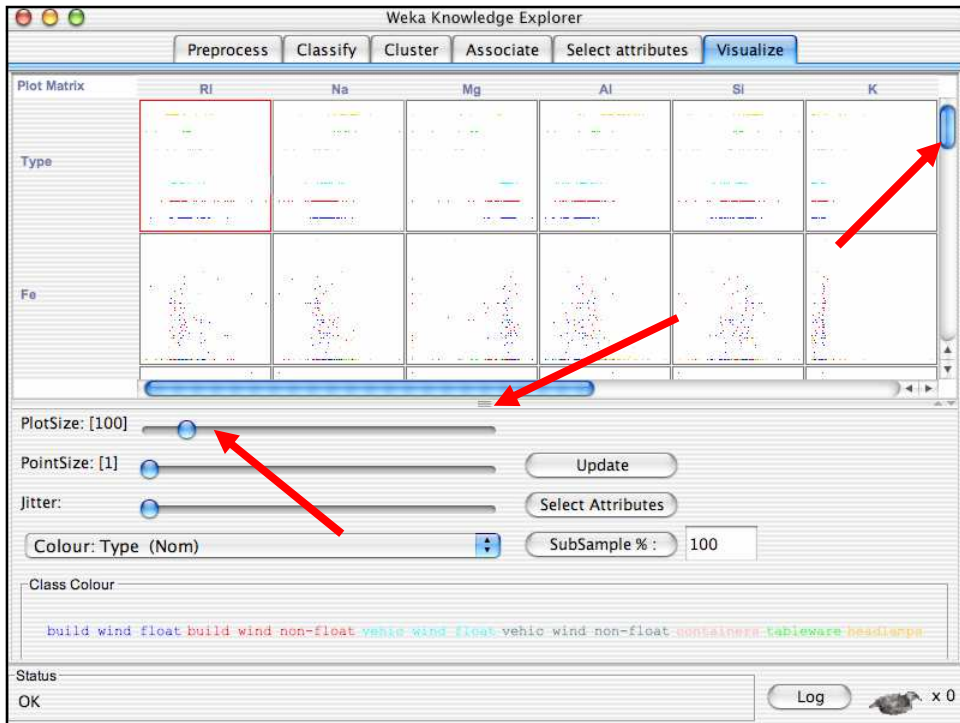 Weka Knowledge Explorer
Preprocess Classify Cluster Associate Select attributes Visualize
Plot Matrix RI Na Mg Al Si K
Type
Fe
PlotSize: [100]
PointSize: [1] Update
Jitter: Select Attributes
Colour: Type (Nom) SubSample % : 100
Class Colour
build wind float build wind non-float vehic wind float vehic wind non-float containers tableware headlamps
Status
OK Log x 0